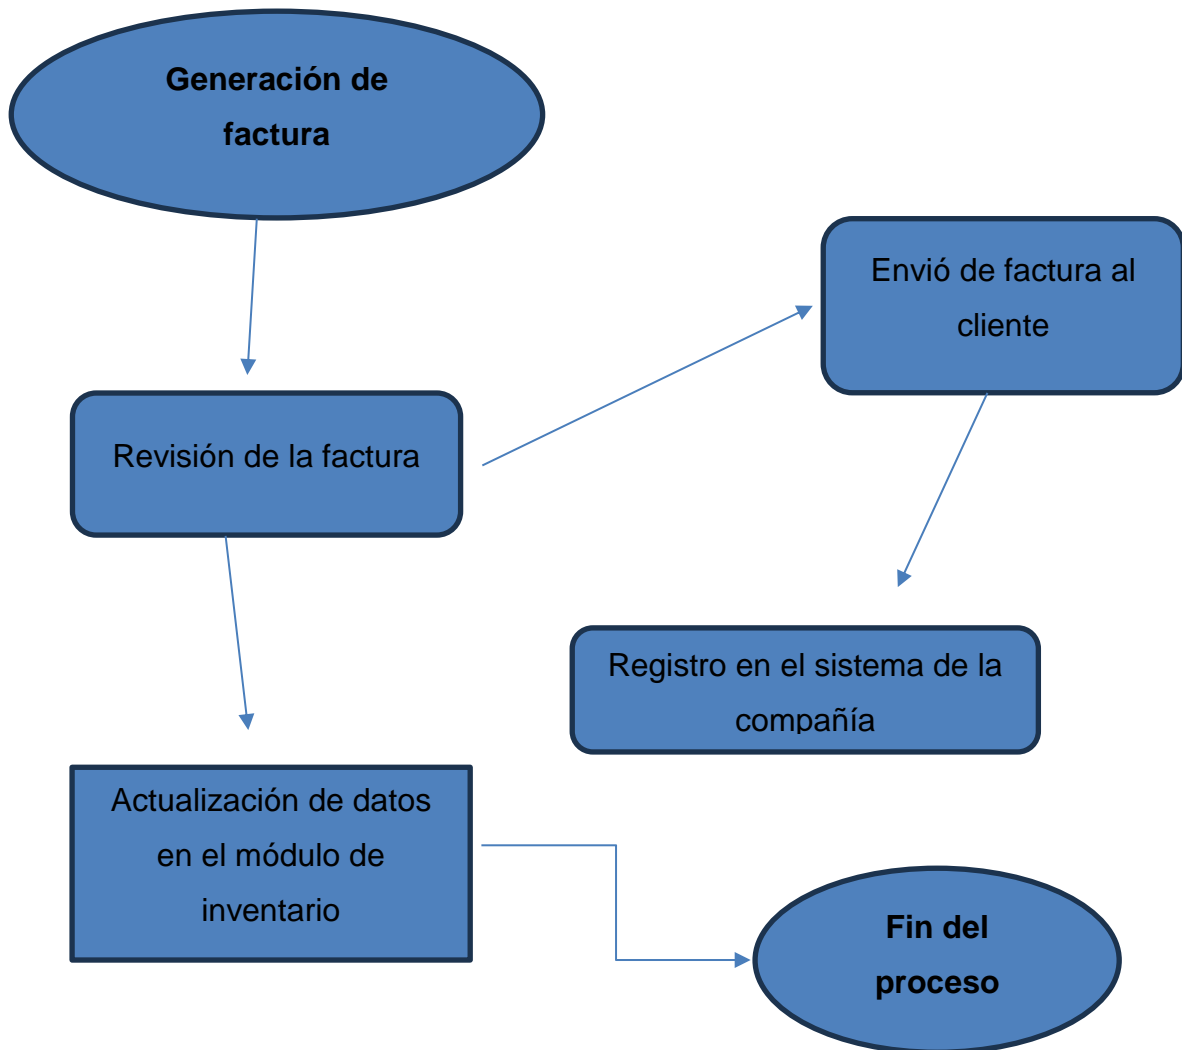 Generación de
factura
Envió de factura al
cliente
Revisión de la factura
Registro en el sistema de la
compañía
Actualización de datos
en el módulo de
inventario
Fin del
proceso